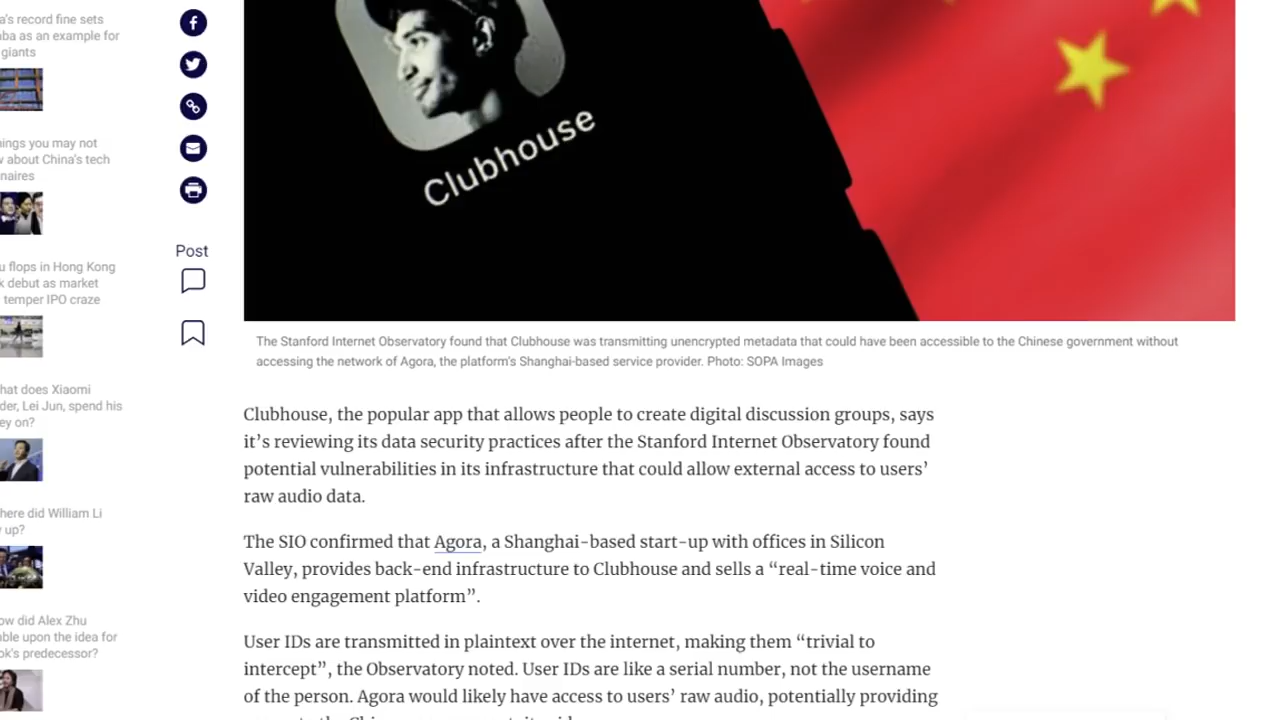 a's record fine sets
ba as an example for
giants
ings you may not
about China's tech
naires
flops in Hong Kong
debut as market
temper IPO craze
hat does Xiaomi
der, Lei Jun, spend his
ey on?
here did William Li
up?
ow did Alex Zhu
ble upon the idea for
ok's predecessor?
Post
Clubhouse
The Stanford Internet Observatory found that Clubhouse was transmitting unencrypted metadata that could have been accessible to the Chinese government without
accessing the network of Agora, the platform's Shanghai-based service provider. Photo: SOPA Images
Clubhouse, the popular app that allows people to create digital discussion groups, says
it's reviewing its data security practices after the Stanford Internet Observatory found
potential vulnerabilities in its infrastructure that could allow external access to users'
raw audio data.
The SIO confirmed that Agora, a Shanghai-based start-up with offices in Silicon
Valley, provides back-end infrastructure to Clubhouse and sells a “real-time voice and
video engagement platform”.
User IDs are transmitted in plaintext over the internet, making them “trivial to
intercept”, the Observatory noted. User IDs are like a serial number, not the username
of the person. Agora would likely have access to users' raw audio, potentially providing